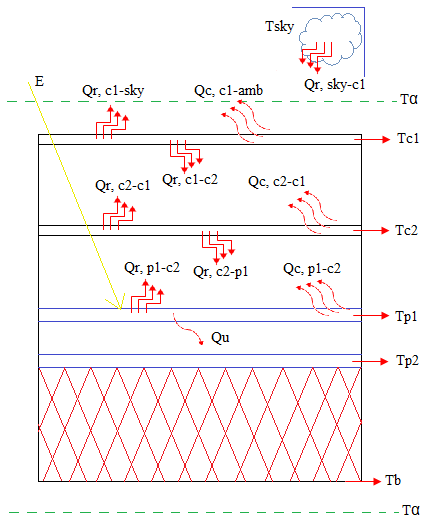 Tsky
E
Qr, c1-sky
Qc, c1-amb
Qr, sky-c1
Tα
Tc1
Qr, c1-c2
Qr, c2-c1
Qc, c2-c1
Tc2
Qr, c2-p1
Qr, p1-c2
Qc, p1-c2
Tp1
Qu
Tp2
Tb
Tα